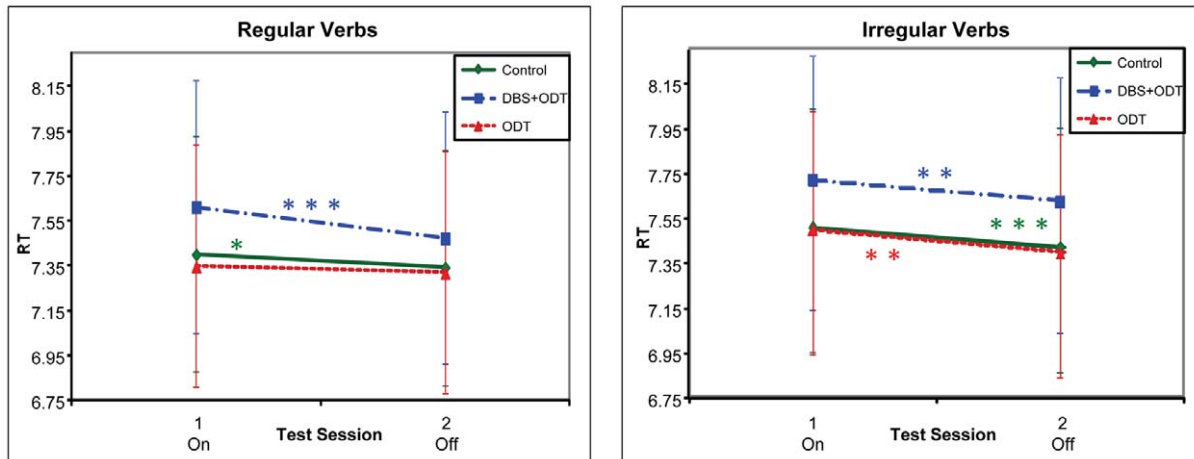 Regular Verbs
Control
DBS+ODT
ODT
8.15
7.95
7.75
7.55
7.35
7.15
6.95
6.75
RT
* * *
*
1
On
Test Session
2
Off
Irregular Verbs
Control
DBS+ODT
ODT
8.15
7.95
7.75
7.55
7.35
7.15
6.95
6.75
RT
* *
* * *
* *
1
On
Test Session
2
Off